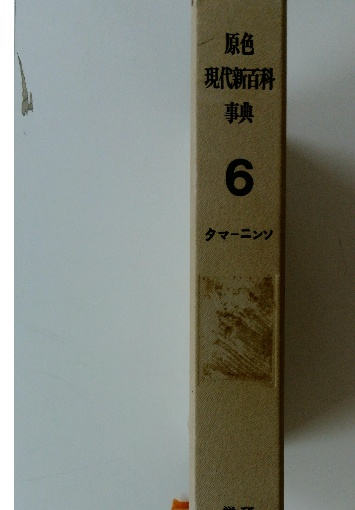 原色
現代新百科
事典
6
タマーニンソ